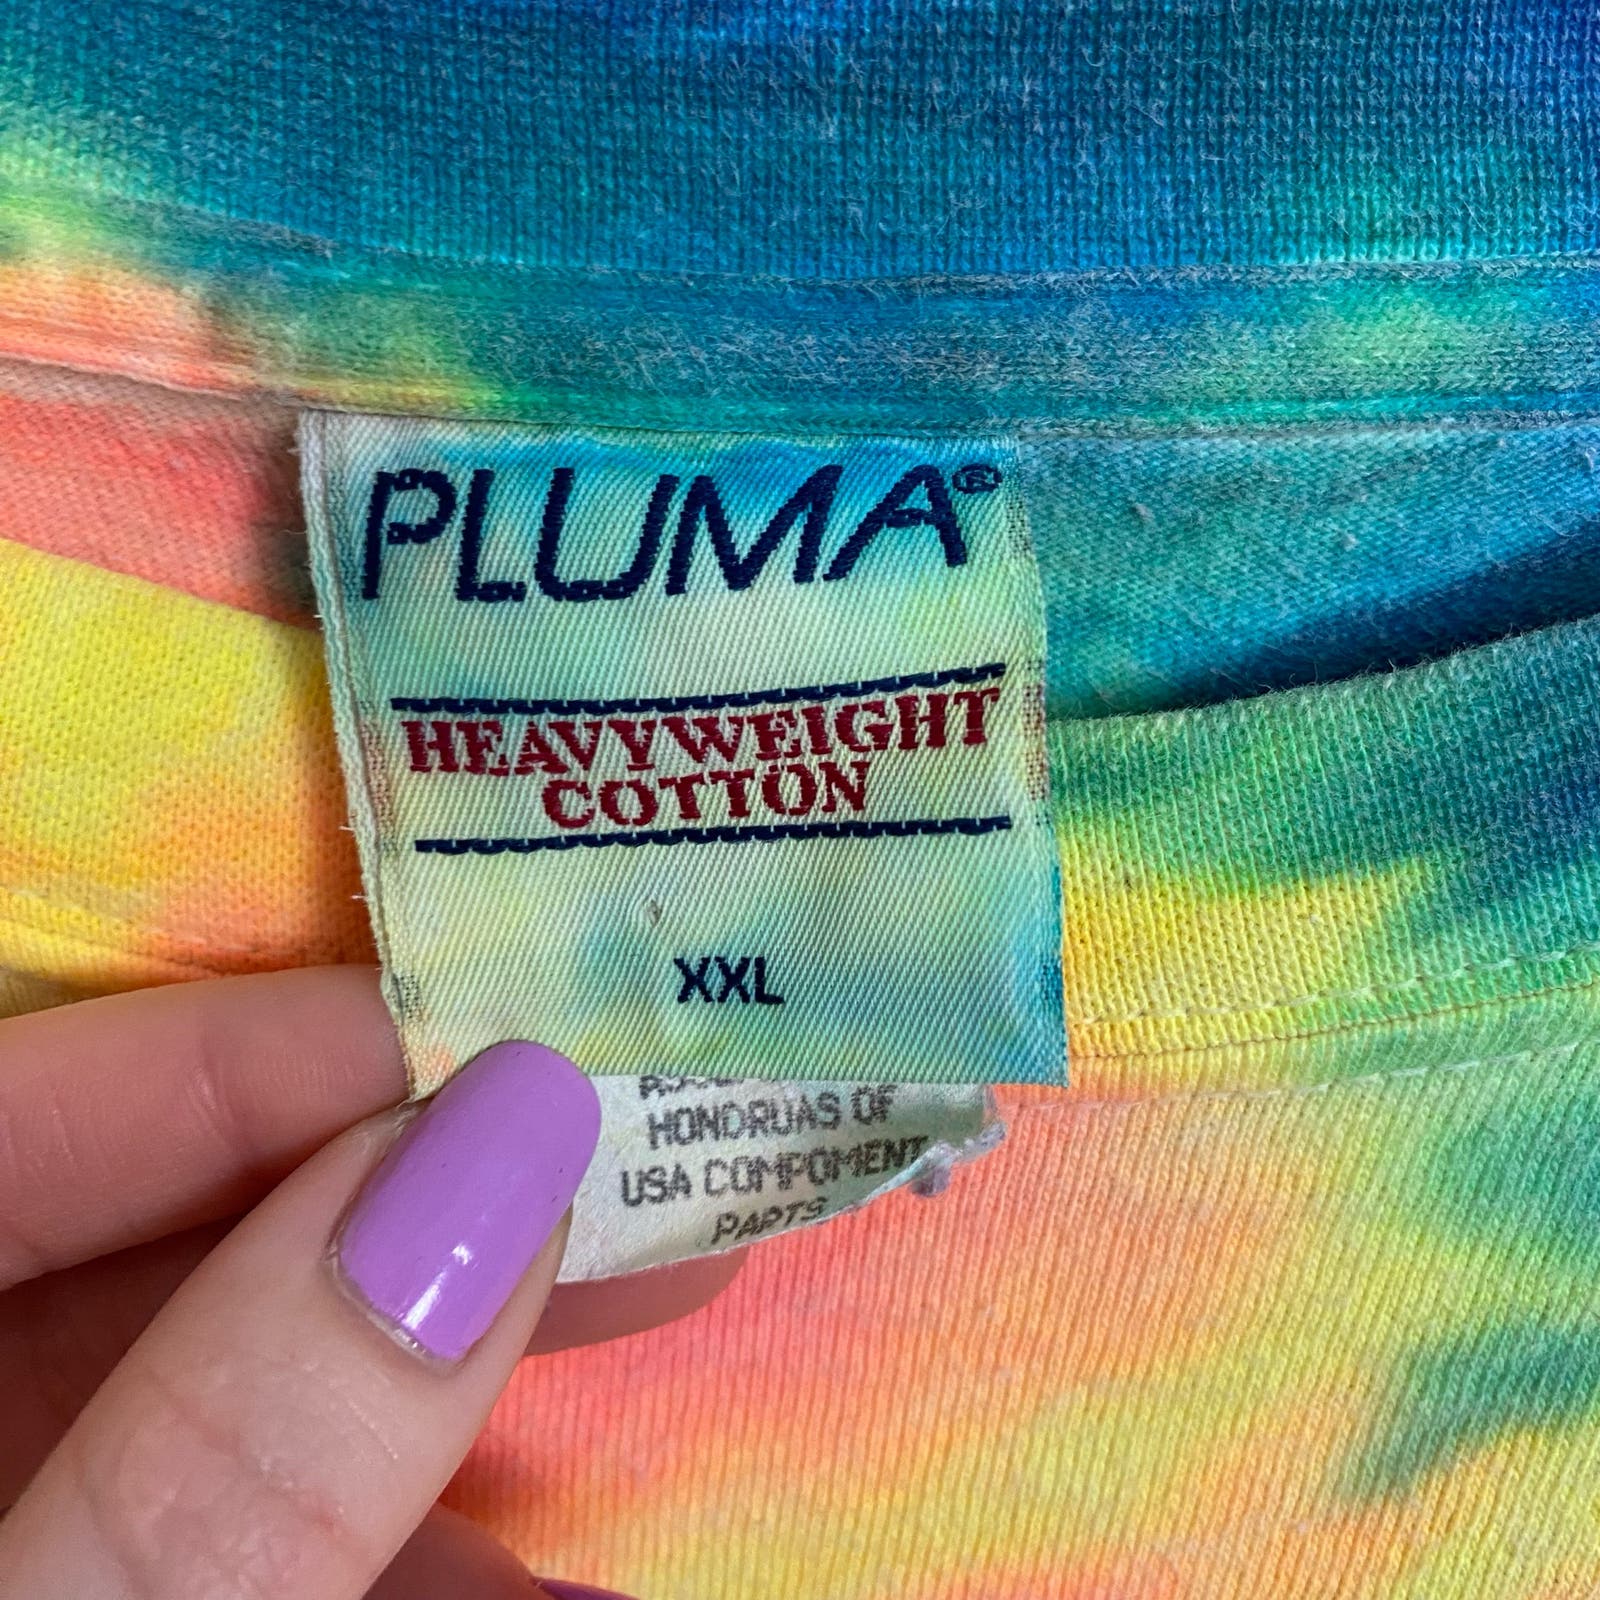 PLUMA®
HEAVYWEIGHT
COTTON
XXL
HONDRUAS OF
USA COMPOMENT
PARTS